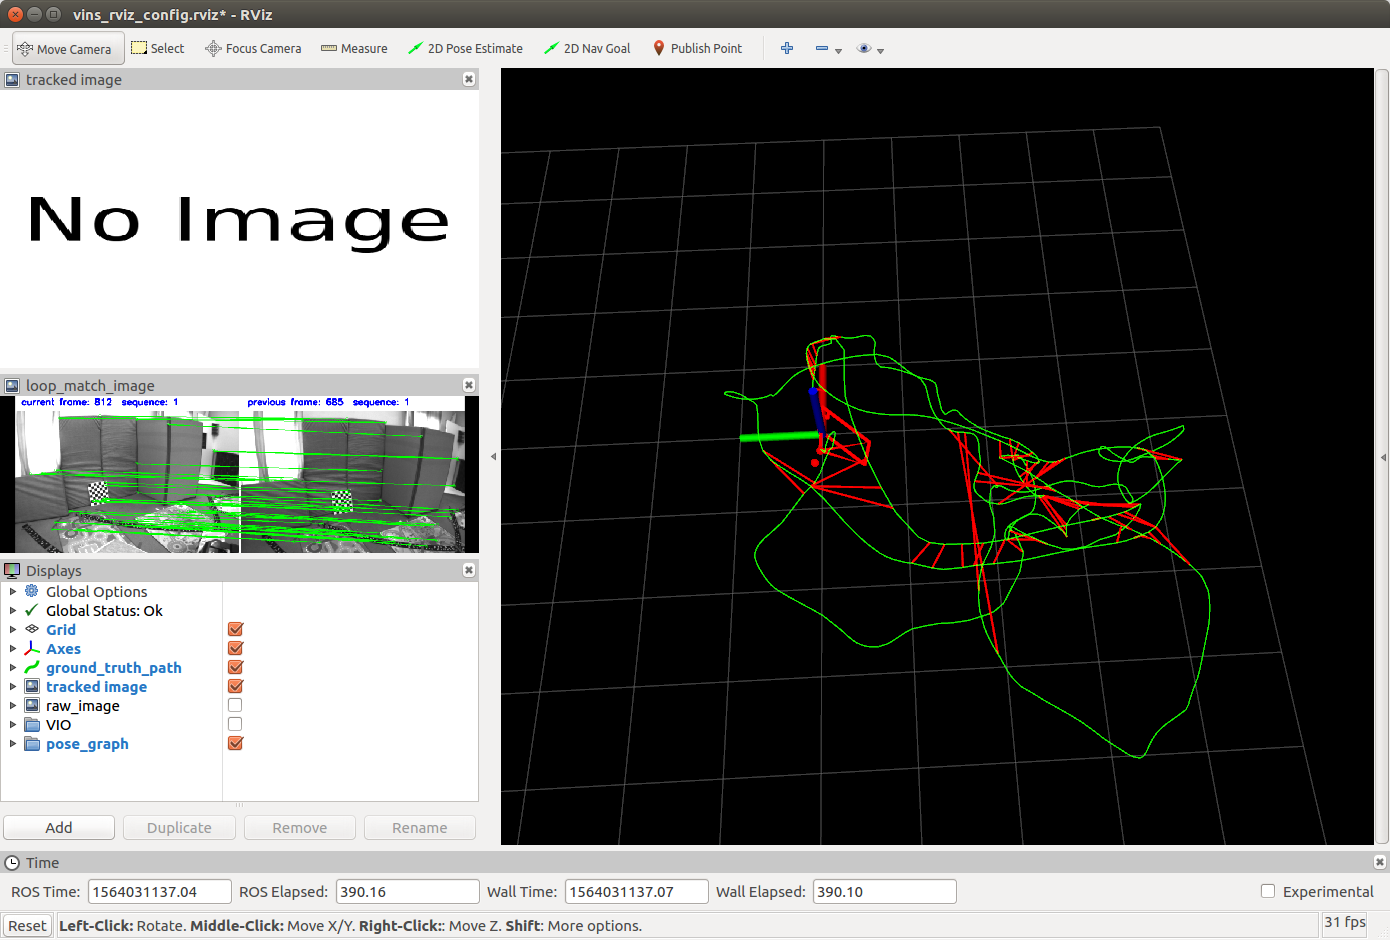 vins_rviz_config.rviz* - RViz
Move Camera Select Focus Camera Measure 2D Pose Estimate 2D Nav Goal Publish Point
tracked image
No Image
loop_match_image
current frame: 812 sequence: 1 previous frame: 685 sequence: 1
Displays
Global Options
Global Status: Ok
Grid
Axes
ground_truth_path
tracked image
raw_image
VIO
pose_graph
Add Duplicate Remove Rename
Time
ROS Time: 1564031137.04 ROS Elapsed: 390.16 Wall Time: 1564031137.07 Wall Elapsed: 390.10 Experimental
Reset Left-Click: Rotate. Middle-Click: Move X/Y. Right-Click:: Move Z. Shift: More options. 31 fps